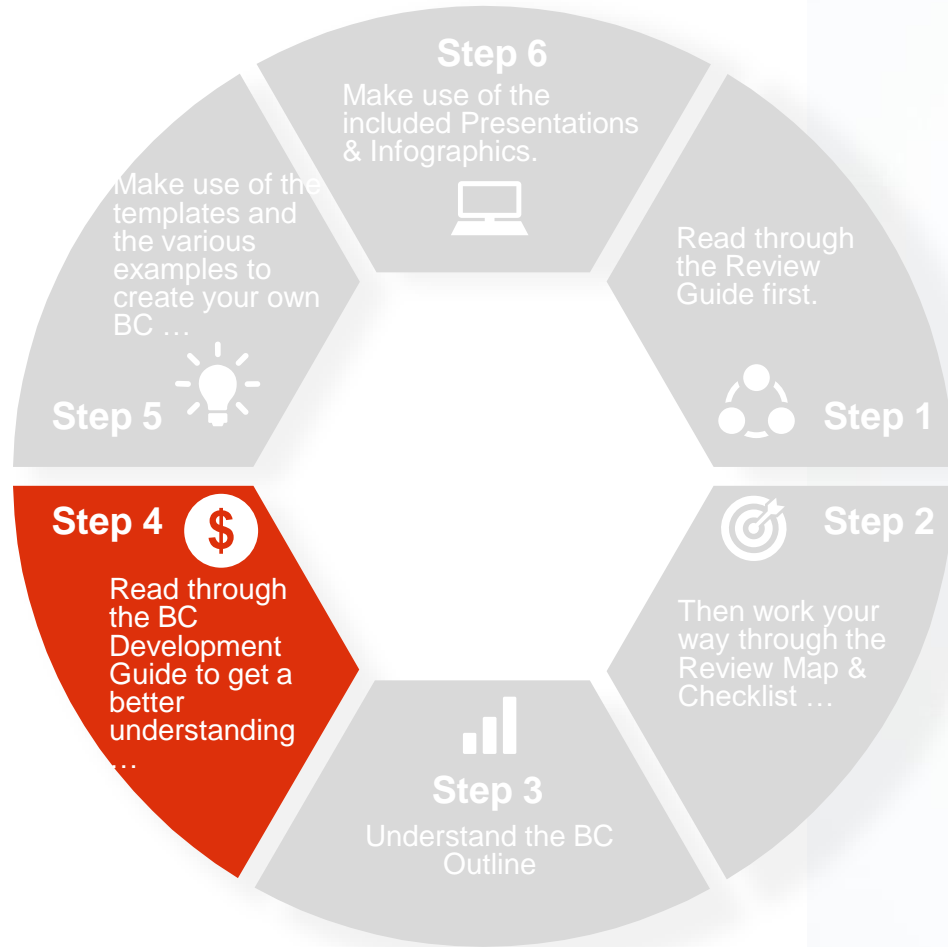 Step 6
Make use of the
included Presentations
& Infographics.
Read through
the Review
Guide first.
Step 1
Step 2
Then work your
way through the
Review Map &
Checklist …
Step 3
Understand the BC
Outline
Step 4
$
Read through
the BC
Development
Guide to get a
better
understanding
…
Make use of the
templates and
the various
examples to
create your own
BC …
Step 5